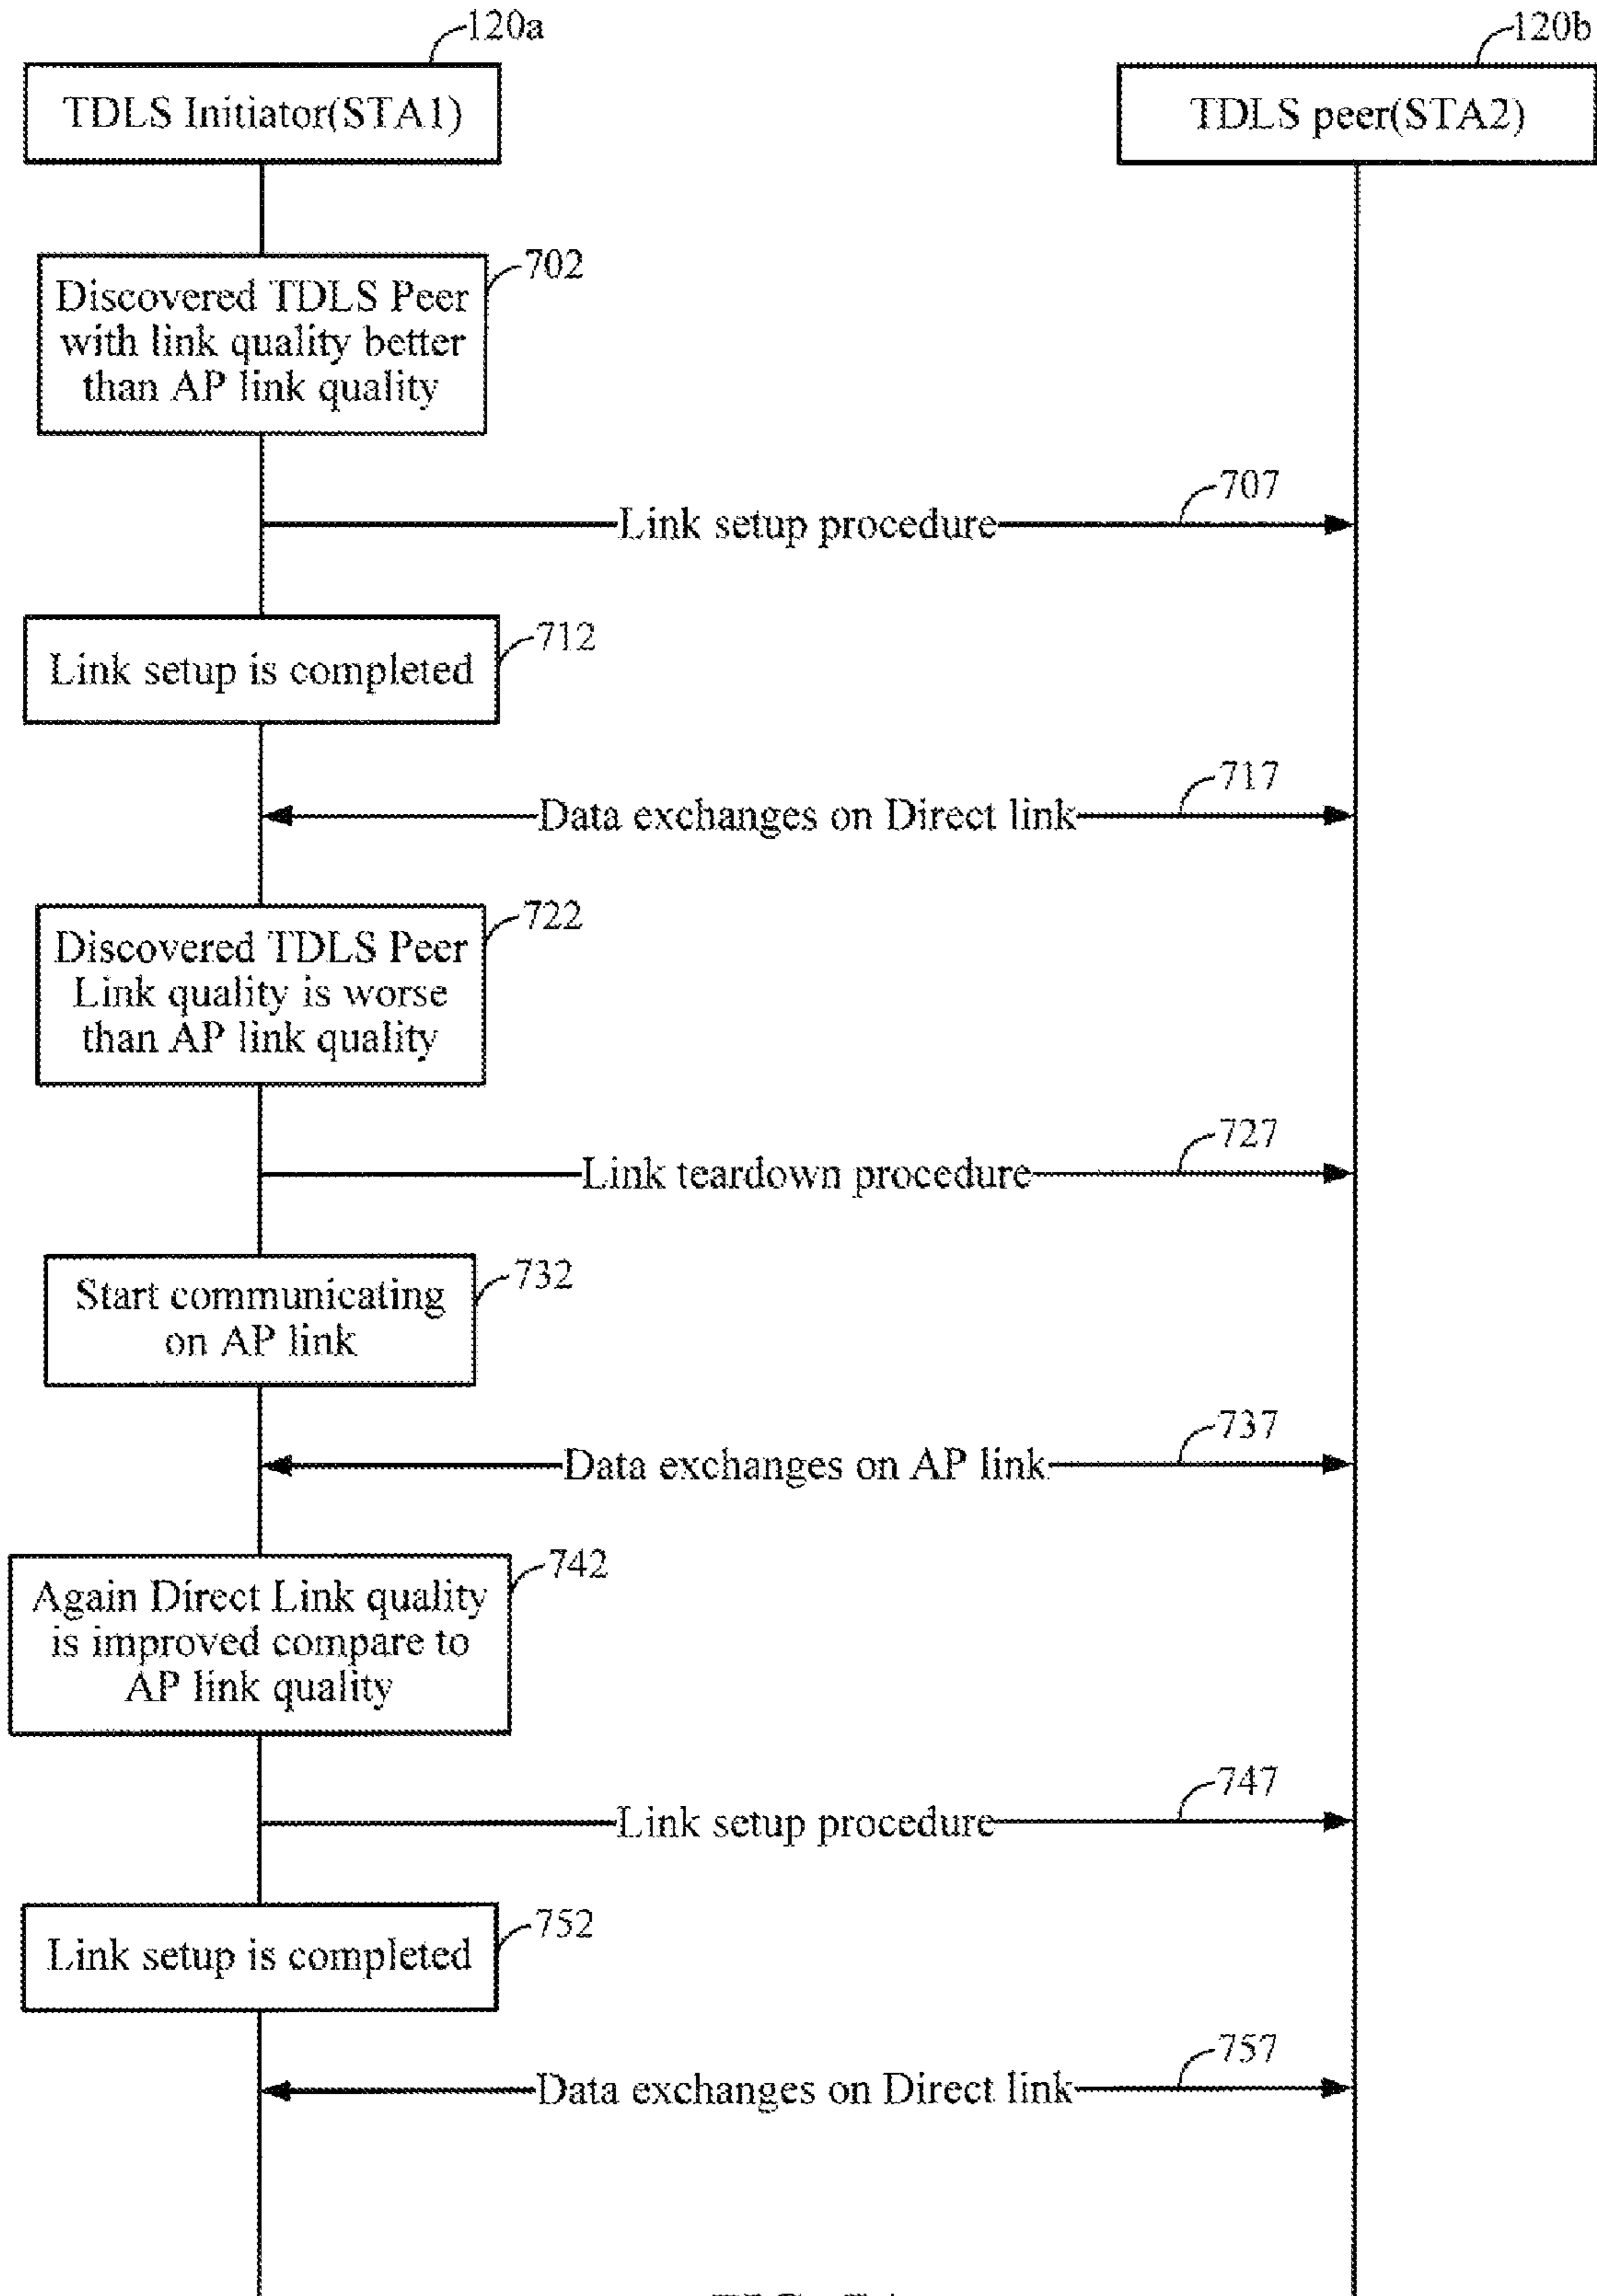 120a
120b
TDLS Initiator(STA1)
TDLS peer(STA2)
702
Discovered TDLS Peer
with link quality better
than AP link quality
707
Link setup procedure
712
Link setup is completed
717
Data exchanges on Direct link
722
Discovered TDLS Peer
Link quality is worse
than AP link quality
727
Link teardown procedure
732
Start communicating
on AP link
737
Data exchanges on AP link
742
Again Direct Link quality
is improved compare to
AP link quality
747
Link setup procedure
752
Link setup is completed
757
Data exchanges on Direct link